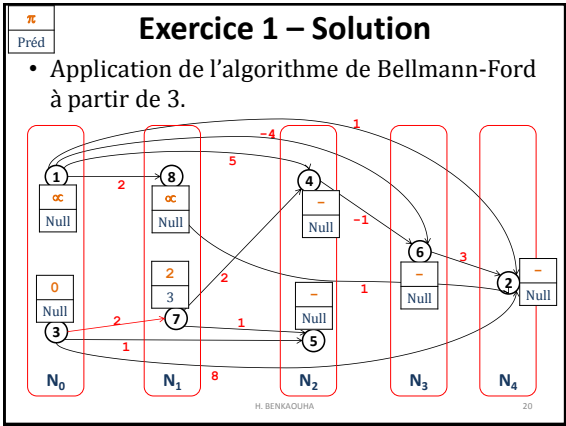 π
Préd
Exercice 1 – Solution
• Application de l'algorithme de Bellmann-Ford
à partir de 3.
1
-4
5
1
2
8
4
∝
Null
∝
Null
-
Null
-1
6
3
2
-
Null
-
Null
0
Null
2
3
2
-
Null
1
3
2
7
1
5
1
8
N0
N1
N2
N3
N4
H. BENKAOUHA
20